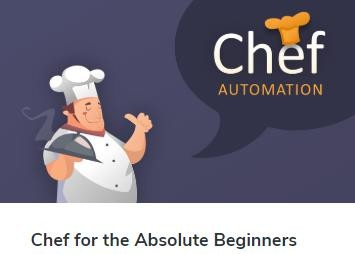 Chef
AUTOMATION
Chef for the Absolute Beginners